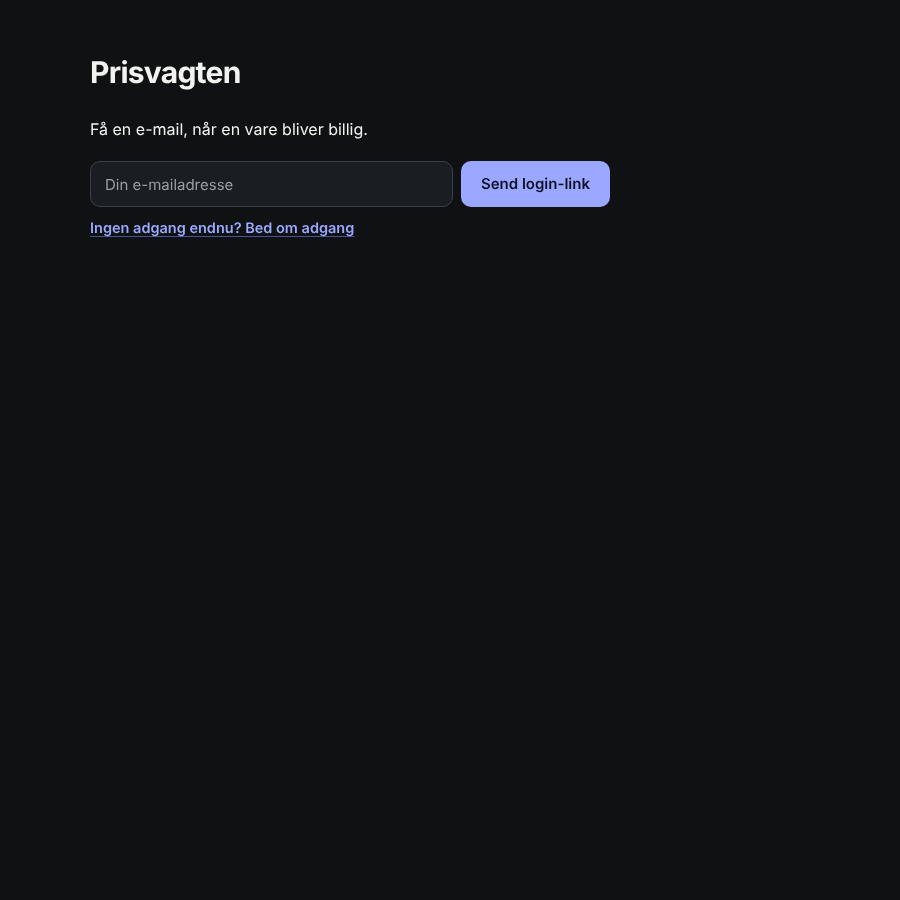 Prisvagten
Få en e-mail, når en vare bliver billig.
Din e-mailadresse
Send login-link
Ingen adgang endnu? Bed om adgang